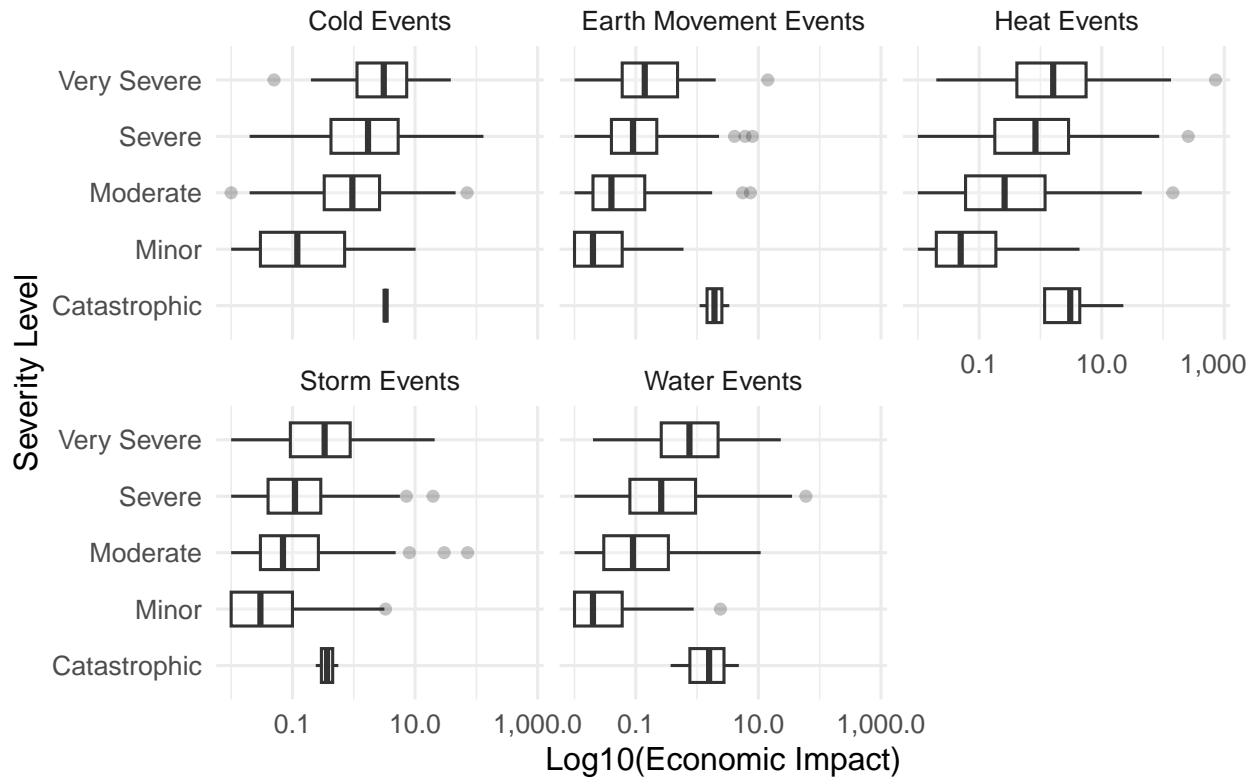 Cold Events
Earth Movement Events
Heat Events
Very Severe
Severe
Moderate
Minor
Catastrophic
0.1 10.0 1,000
Storm Events
Water Events
Very Severe
Severe
Moderate
Minor
Catastrophic
0.1 10.0 1,000.0 0.1 10.0 1,000.0
Log10(Economic Impact)
Severity Level